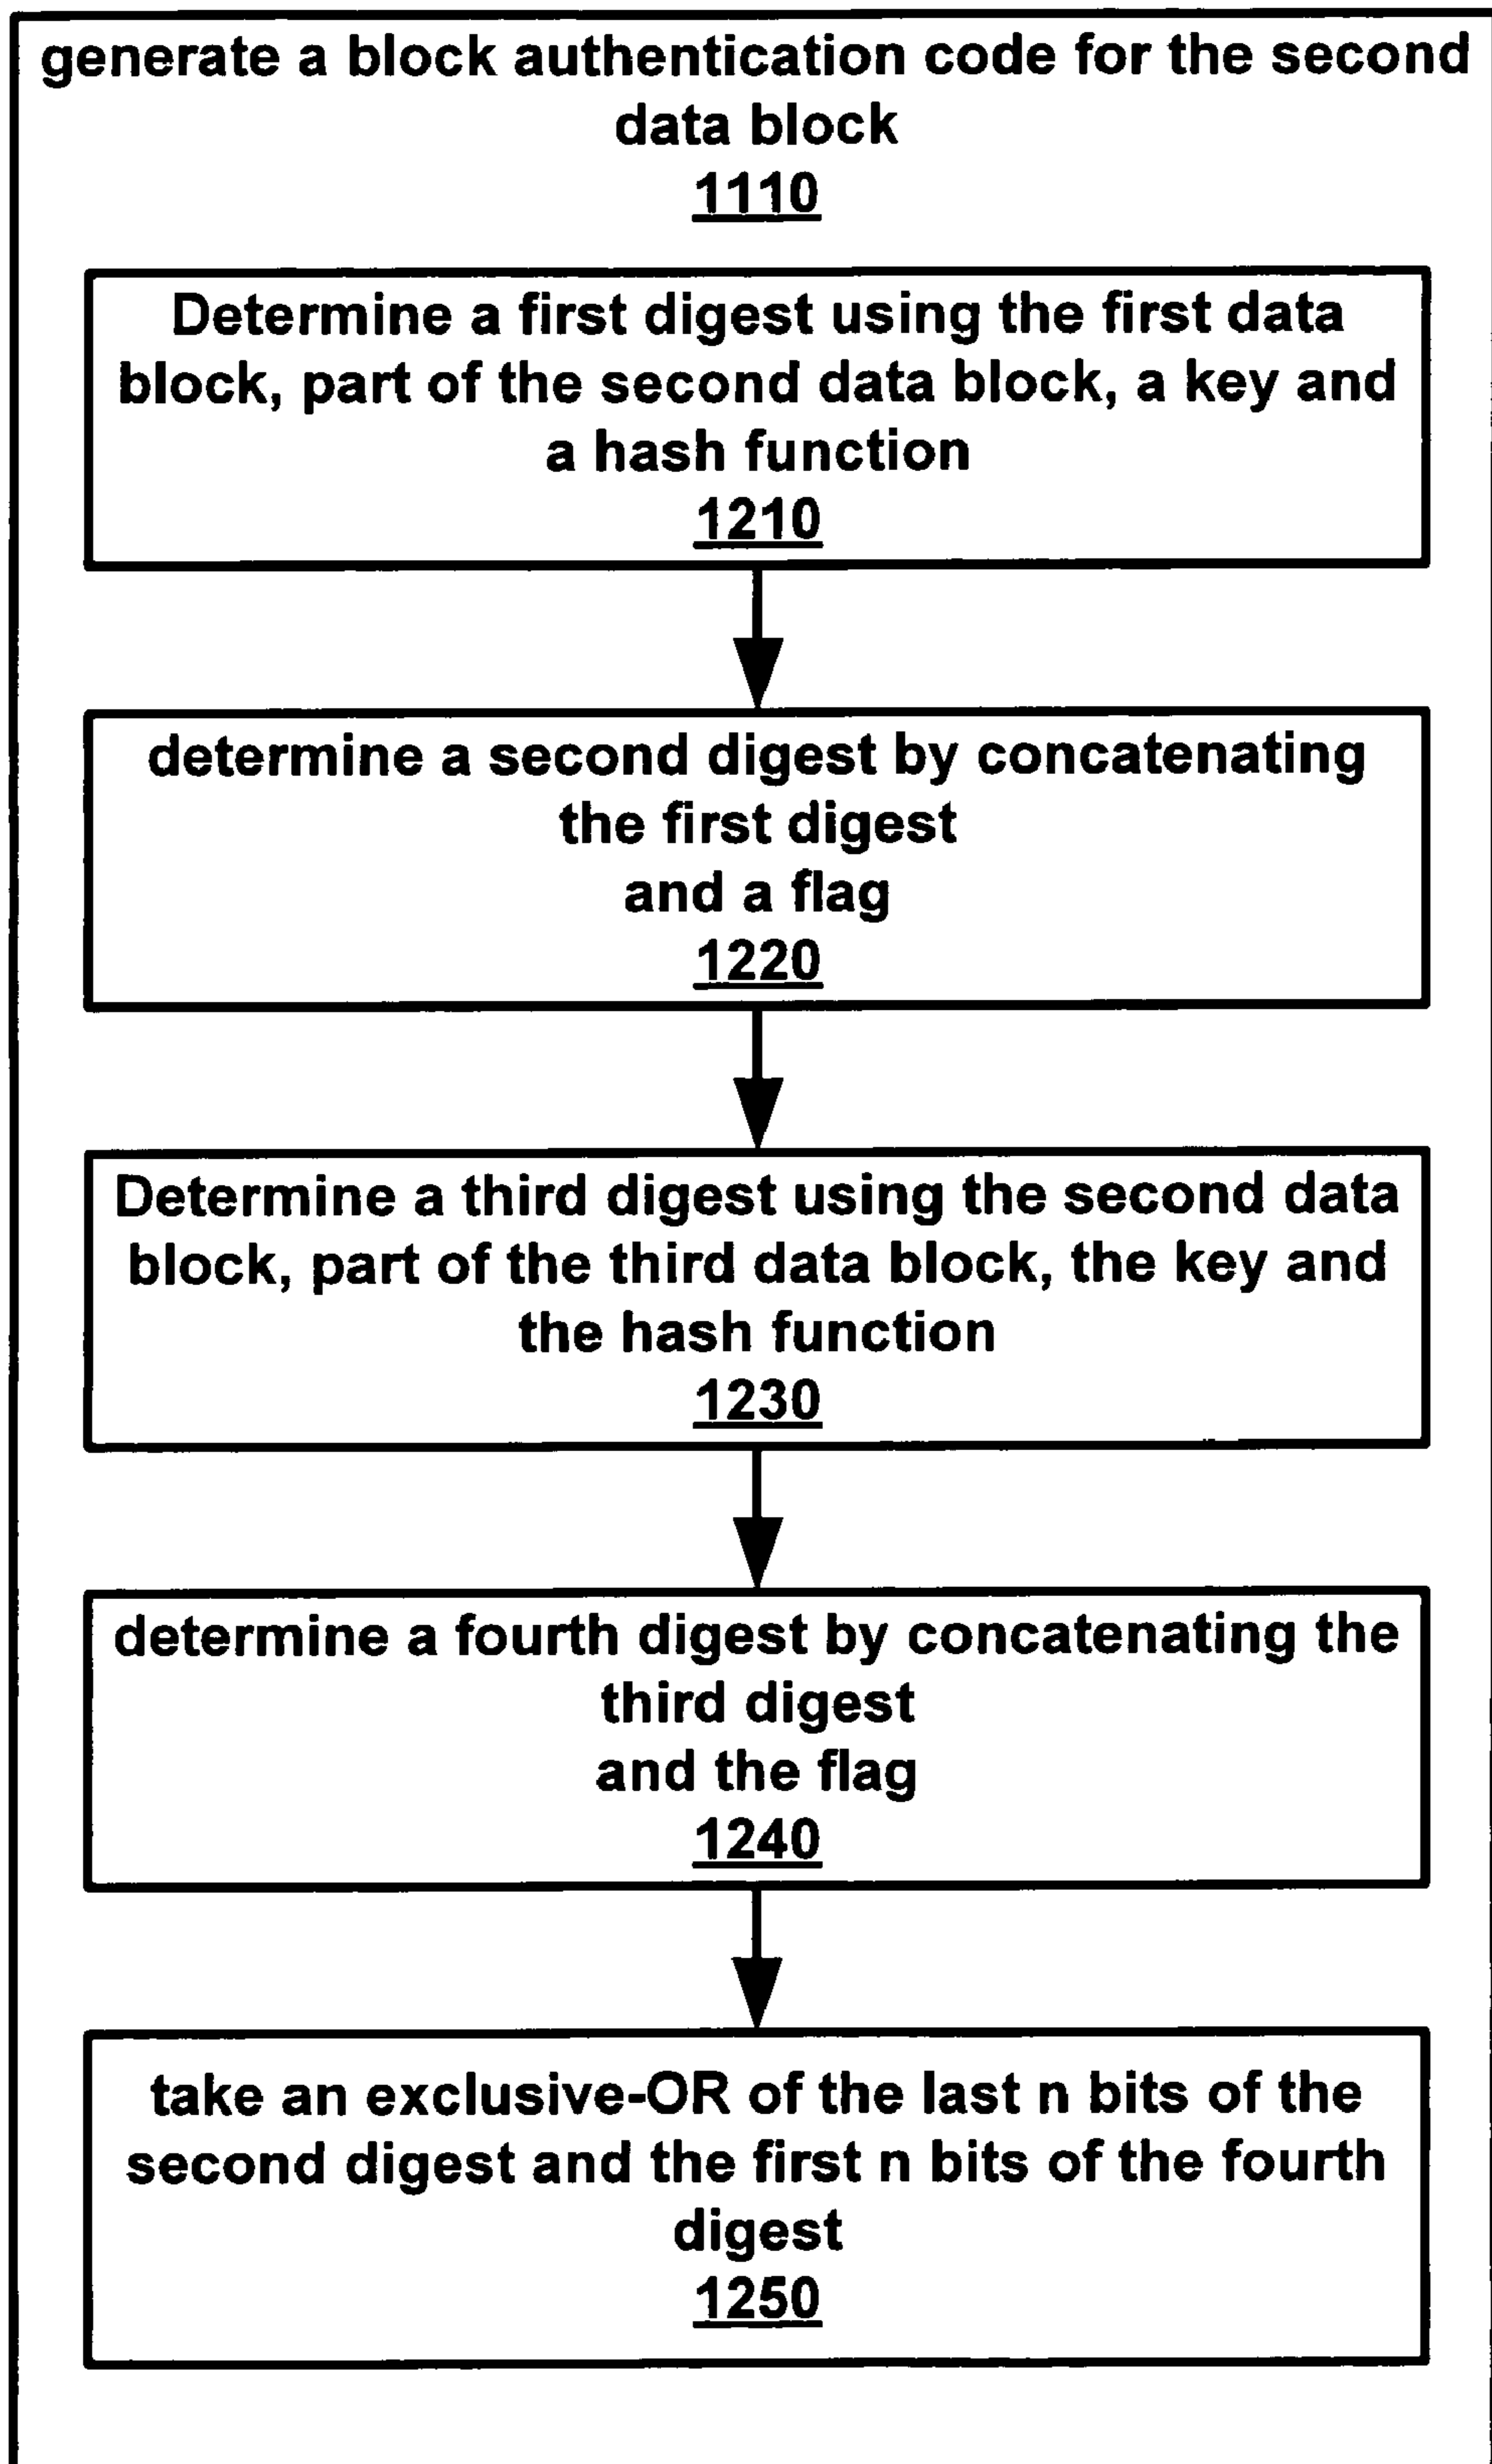 generate a block authentication code for the second
data block
1110
Determine a first digest using the first data
block, part of the second data block, a key and
a hash function
1210
determine a second digest by concatenating
the first digest
and a flag
1220
Determine a third digest using the second data
block, part of the third data block, the key and
the hash function
1230
determine a fourth digest by concatenating the
third digest
and the flag
1240
take an exclusive-OR of the last n bits of the
second digest and the first n bits of the fourth
digest
1250